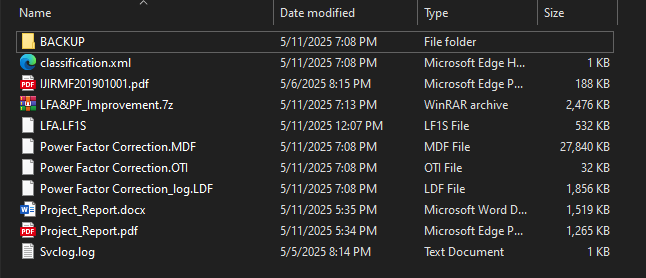 Name Date modified Type Size
BACKUP 5/11/2025 7:08 PM File folder
classification.xml 5/11/2025 7:08 PM Microsoft Edge H... 1 KB
IJIRMF201901001.pdf 5/6/2025 8:15 PM Microsoft Edge P... 188 KB
LFA&PF_Improvement.7z 5/11/2025 7:13 PM WinRAR archive 2,476 KB
LFA.LF1S 5/11/2025 12:07 PM LF1S File 532 KB
Power Factor Correction.MDF 5/11/2025 7:08 PM MDF File 27,840 KB
Power Factor Correction.OTI 5/11/2025 7:08 PM OTI File 32 KB
Power Factor Correction_log.LDF 5/11/2025 7:08 PM LDF File 1,856 KB
Project_Report.docx 5/11/2025 5:35 PM Microsoft Word D... 1,519 KB
Project_Report.pdf 5/11/2025 5:34 PM Microsoft Edge P... 1,265 KB
Svclog.log 5/5/2025 8:14 PM Text Document 1 KB